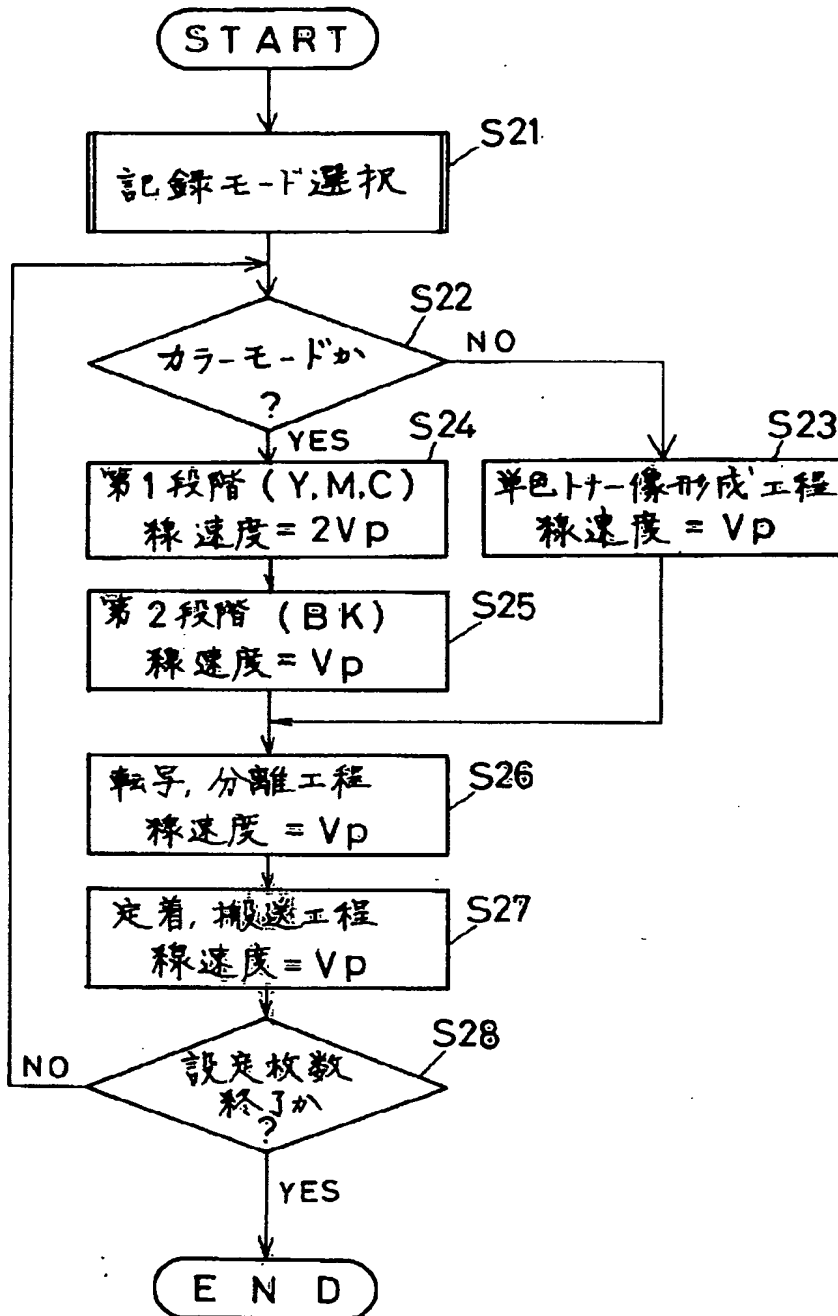 START
S21
記録モード選択
S22
カラーモードか
?
NO
YES
S24
第1段階 (Y.M.C)
線速度=2Vp
S23
単色トナー像形成工程
線速度 = Vp
第2段階 (BK)
線速度=Vp
S25
転写,分離工程
線速度 = Vp
S26
定着,搬送工程
線速度=Vp
S27
S28
設定枚数
終了か
?
NO
YES
END